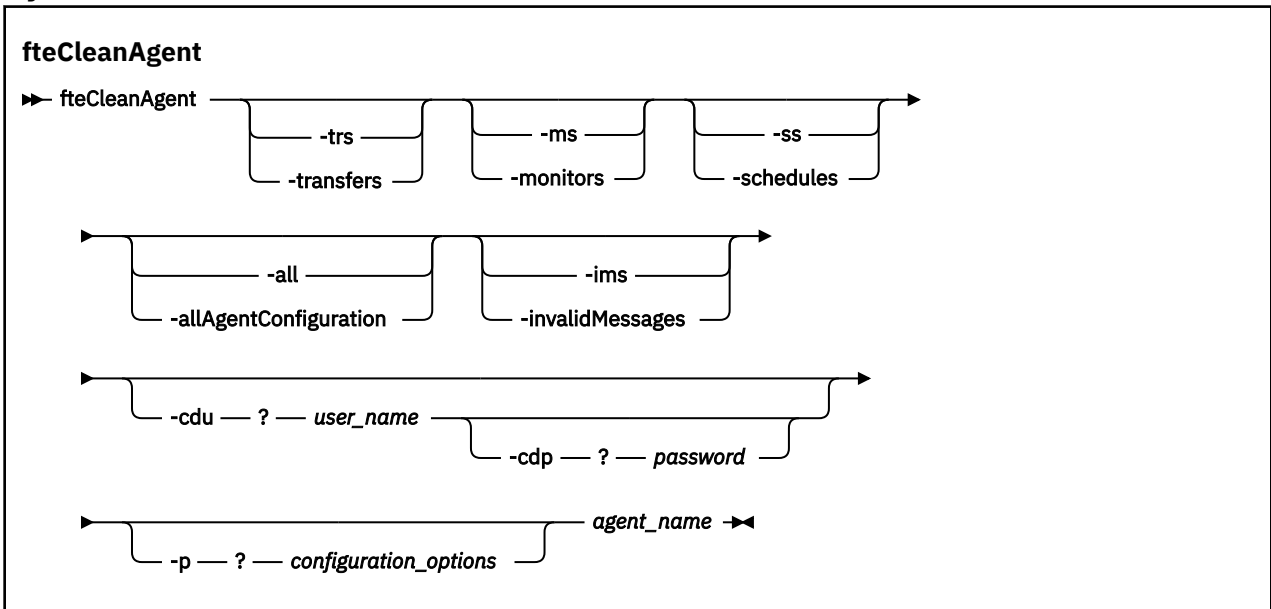 fteCleanAgent
fteCleanAgent
-trs
-ms
-ss
-transfers
-monitors
-schedules
-all
-ims
-allAgentConfiguration
-invalidMessages
-cdu ? user_name
-cdp ? password
agent_name
-p ? configuration_options